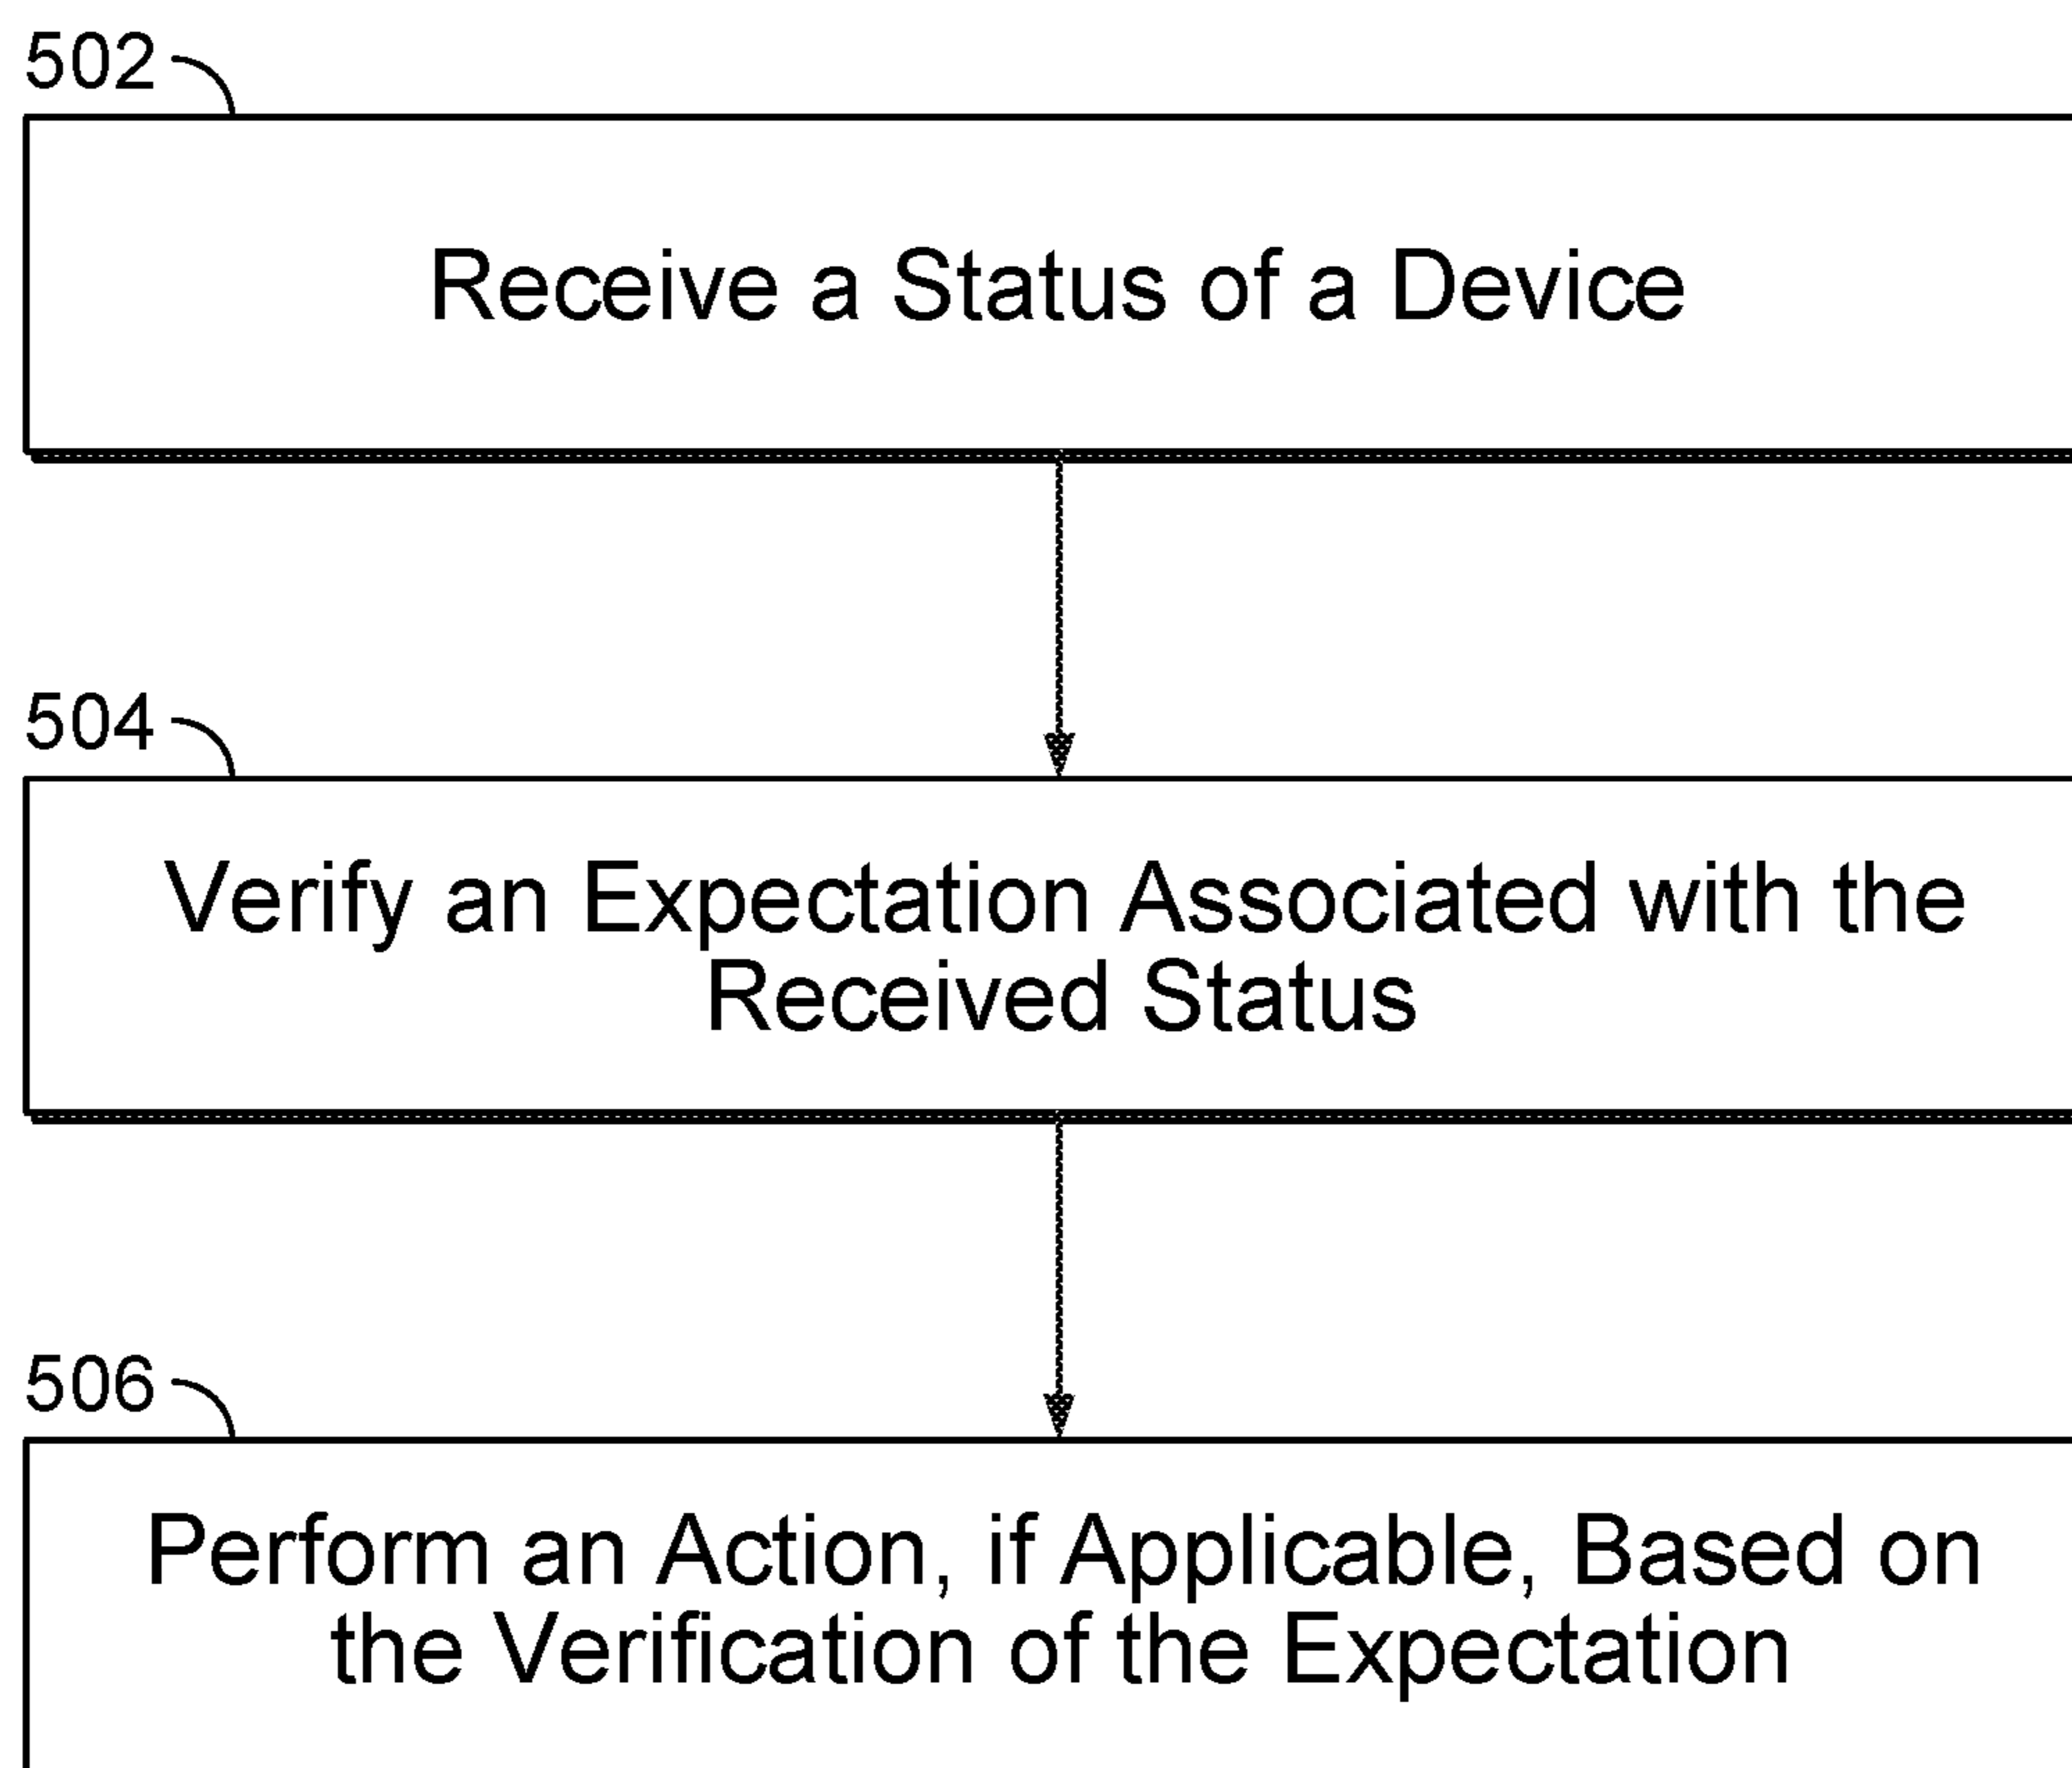 502
Receive a Status of a Device
504
Verify an Expectation Associated with the
Received Status
506
Perform an Action, if Applicable, Based on
the Verification of the Expectation